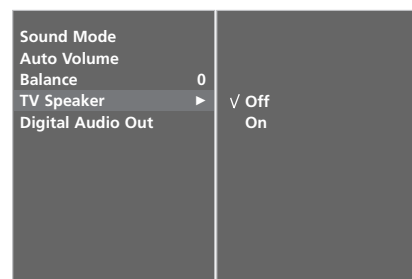 Sound Mode
Auto Volume
Balance 0
TV Speaker ►
Digital Audio Out
√ Off
On